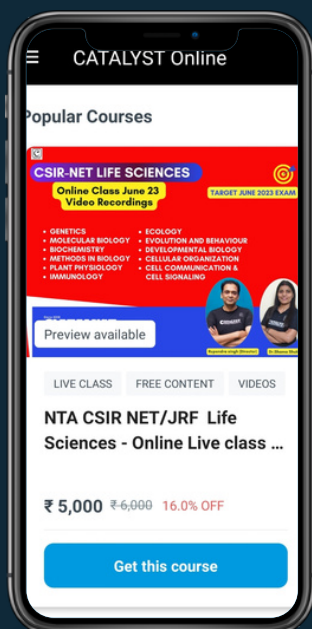 CATALYST Online
Popular Courses
CSIR-NET LIFE SCIENCES
Online Class June 23
Video Recordings
TARGET JUNE 2023 EXAM
• GENETICS
• MOLECULAR BIOLOGY
• BIOCHEMISTRY
• METHODS IN BIOLOGY
• PLANT PHYSIOLOGY
• IMMUNOLOGY
• ECOLOGY
• EVOLUTION AND BEHAVIOUR
• DEVELOPMENTAL BIOLOGY
• CELLULAR ORGANIZATION
• CELL COMMUNICATION &
CELL SIGNALING
Preview available
LIVE CLASS FREE CONTENT VIDEOS
NTA CSIR NET/JRF Life
Sciences - Online Live class ...
₹ 5,000 ₹ 6,000 16.0% OFF
Get this course